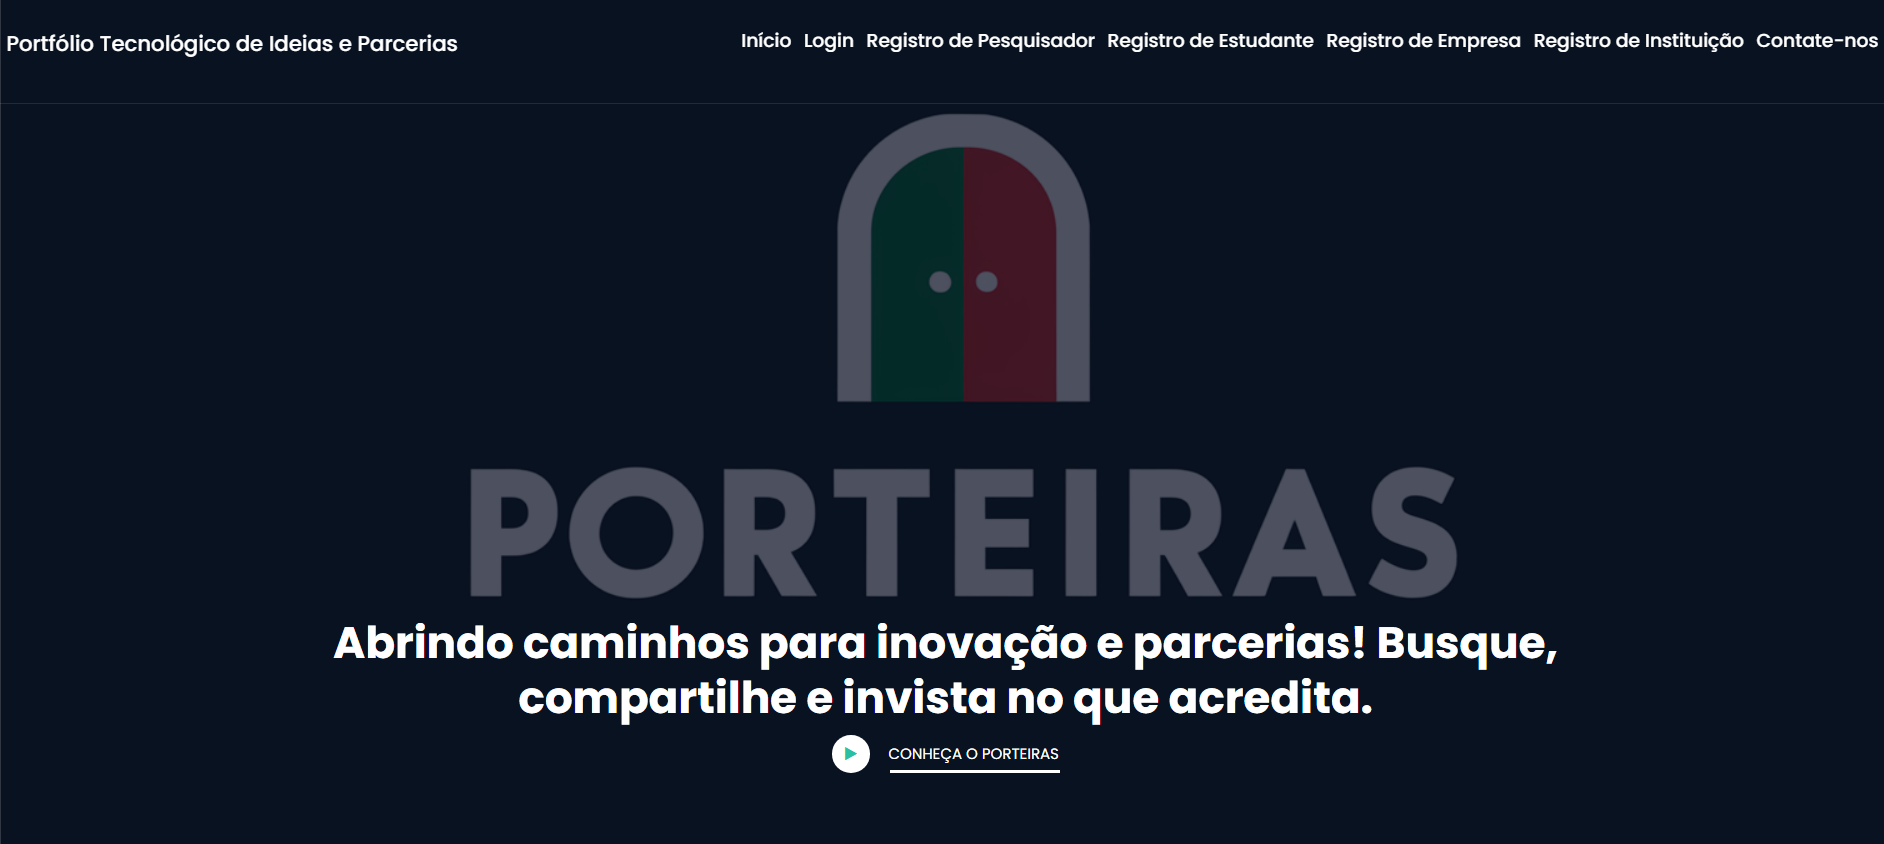 Portfólio Tecnológico de Ideias e Parcerias
Início Login Registro de Pesquisador Registro de Estudante Registro de Empresa Registro de Instituição Contate-nos
PORTEIRAS
Abrindo caminhos para inovação e parcerias! Busque,
compartilhe e invista no que acredita.
CONHEÇA O PORTEIRAS